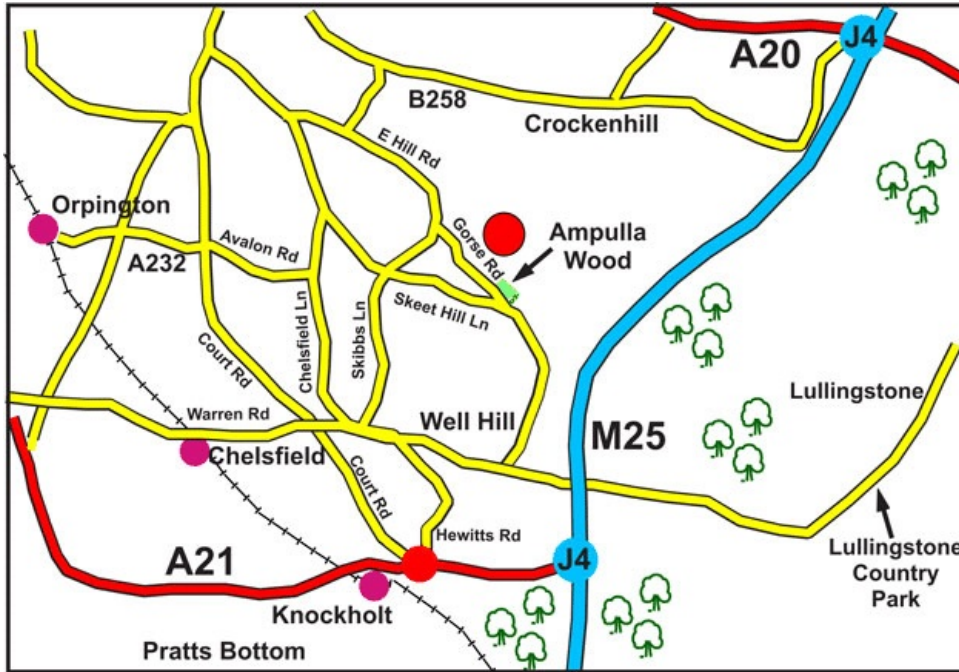 J4
A20
B258
Crockenhill
E Hill Rd
Orpington
Ampulla
Wood
Gorse Rd
Avalon Rd
A232
Skeet Hill Ln
Chelsfield Ln
Skibbs Ln
Court Rd
Lullingstone
Warren Rd
Well Hill
M25
Chelsfield
Court Rd
Hewitts Rd
A21
J4
Lullingstone
Country
Park
Knockholt
Pratts Bottom